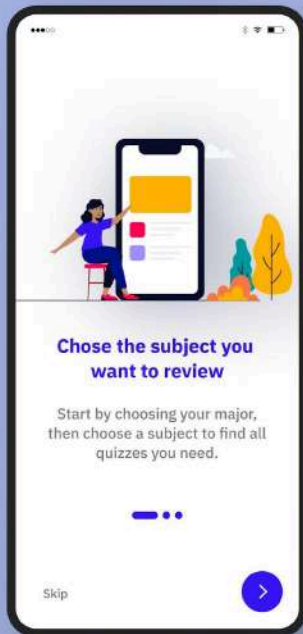 Chose the subject you
want to review
Start by choosing your major,
then choose a subject to find all
quizzes you need.
Skip